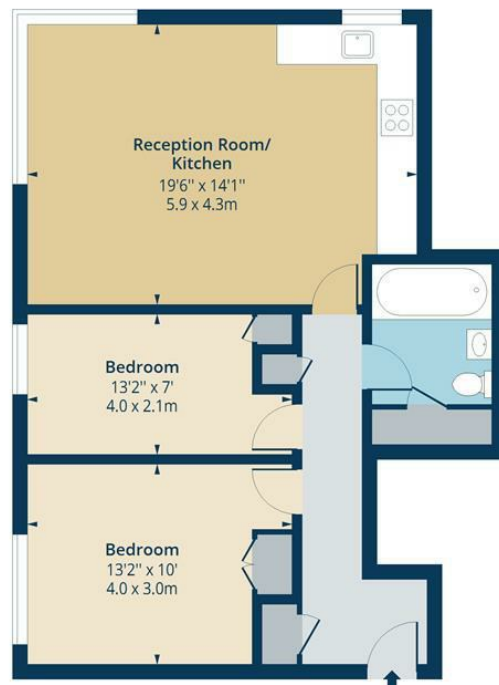 Reception Room/
Kitchen
19'6" x 14'1"
5.9 x 4.3m
Bedroom
13'2" x 7'
4.0 x 2.1m
Bedroom
13'2" x 10'
4.0 x 3.0m